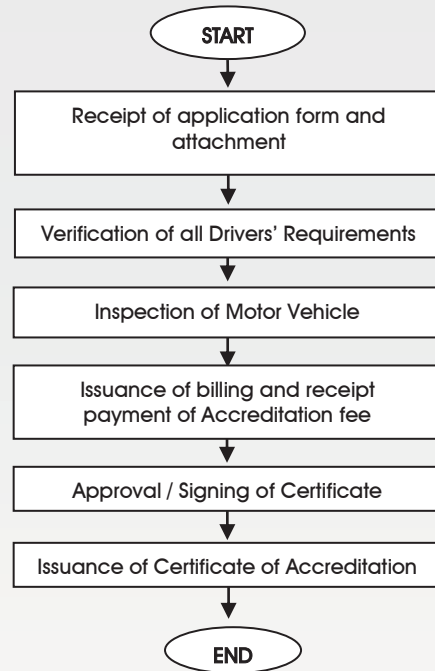 START
Receipt of application form and
attachment
Verification of all Drivers’ Requirements
Inspection of Motor Vehicle
Issuance of billing and receipt
payment of Accreditation fee
Approval / Signing of Certificate
Issuance of Certificate of Accreditation
END